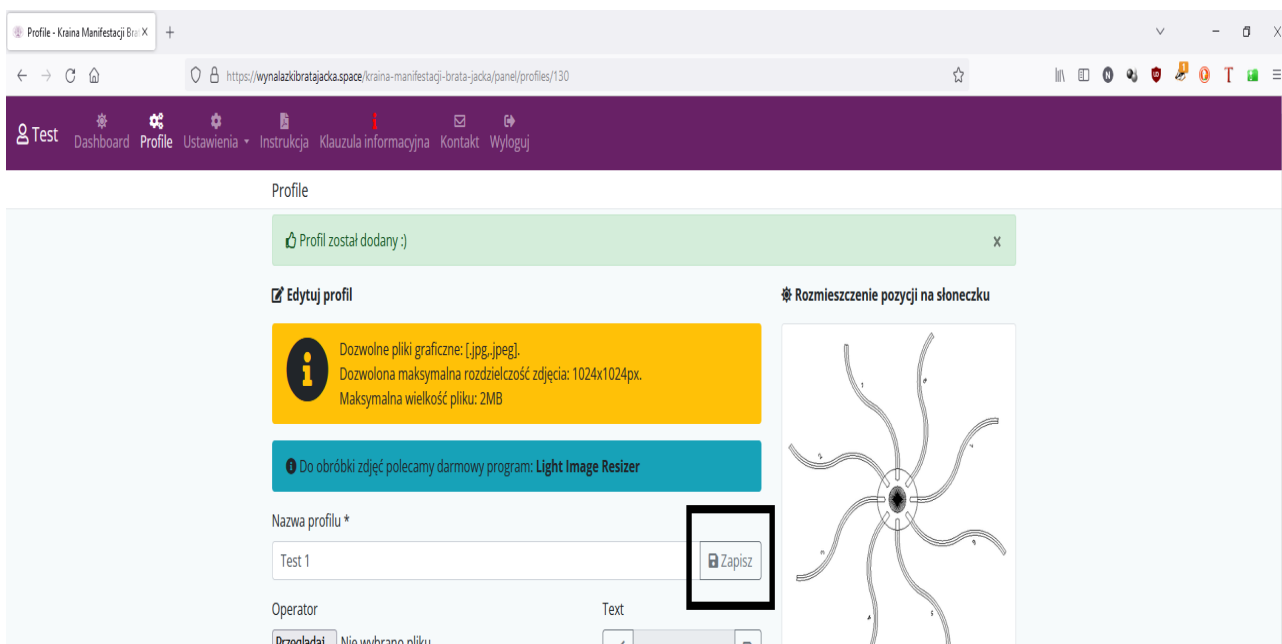 Profile - Kraina Manifestacji Brat
https://wynalazkibratajacka.space/kraina-manifestacji-brata-jacka/panel/profiles/130
Test
Dashboard Profile Ustawienia Instrukcja Klauzula informacyjna Kontakt Wyloguj
Profile
Profil został dodany :)
x
Edytuj profil
Rozmieszczenie pozycji na słoneczku
Dozwolne pliki graficzne: [.jpg,.jpeg].
Dozwolona maksymalna rozdzielczość zdjęcia: 1024x1024px.
Maksymalna wielkość pliku: 2MB
Do obróbki zdjęć polecamy darmowy program: Light Image Resizer
Nazwa profilu *
Test 1
Zapisz
Operator
Text
Przeglądaj... Nie wybrano pliku.